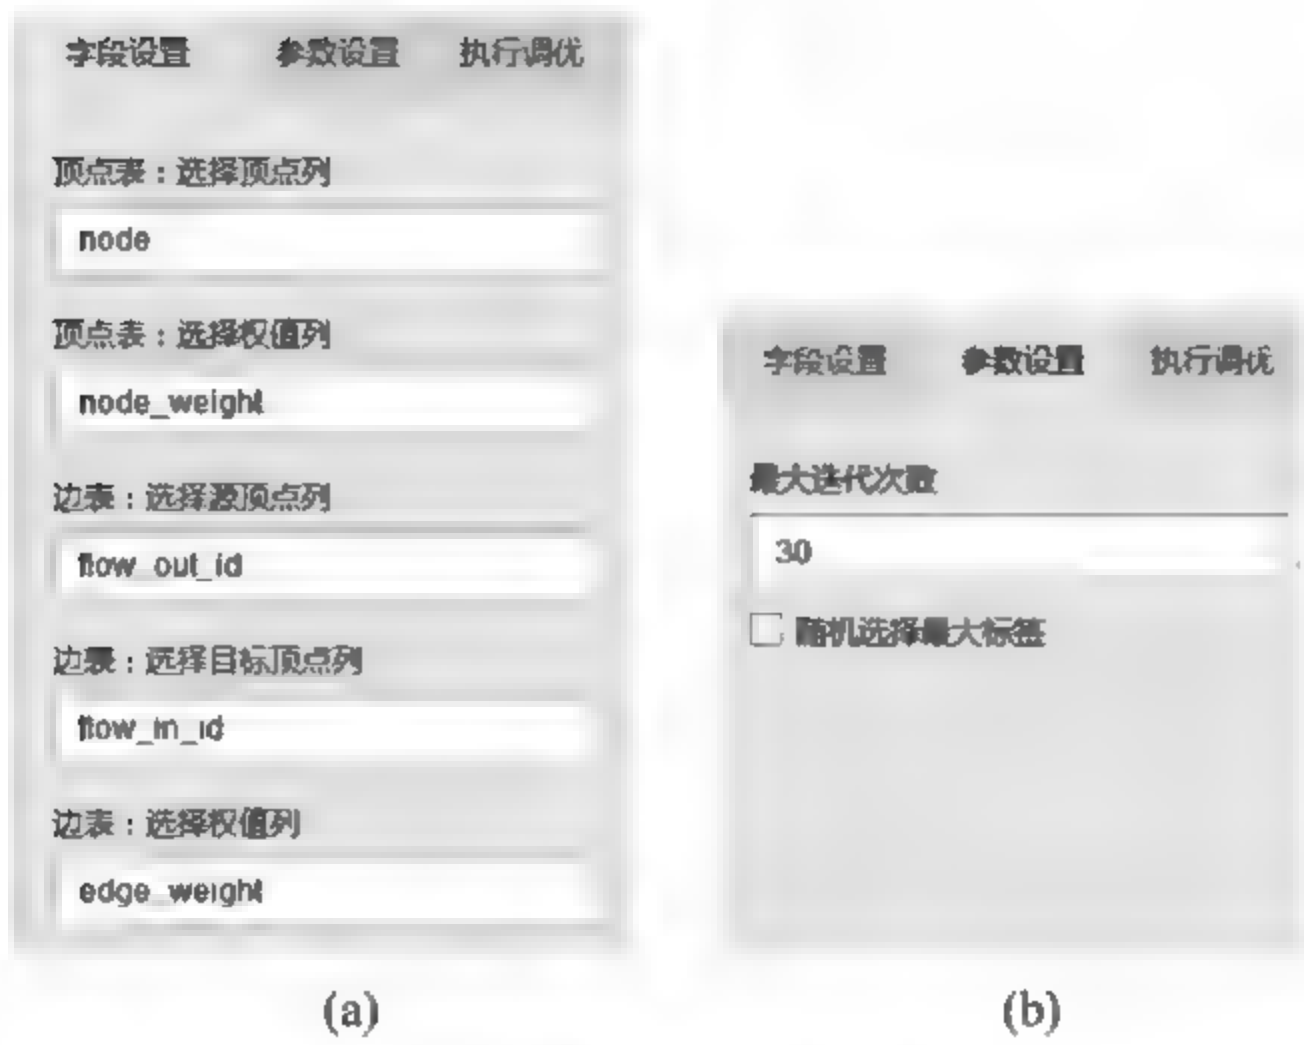 字段设置 参数设置 执行调优
顶点表：选择顶点列
node
顶点表：选择权值列
node_weight
边表：选择源顶点列
flow_out_id
边表：选择目标顶点列
flow_in_id
边表：选择权值列
edge_weight
(a)
字段设置 参数设置 执行调优
最大迭代次数
30
随机选择最大标签
(b)